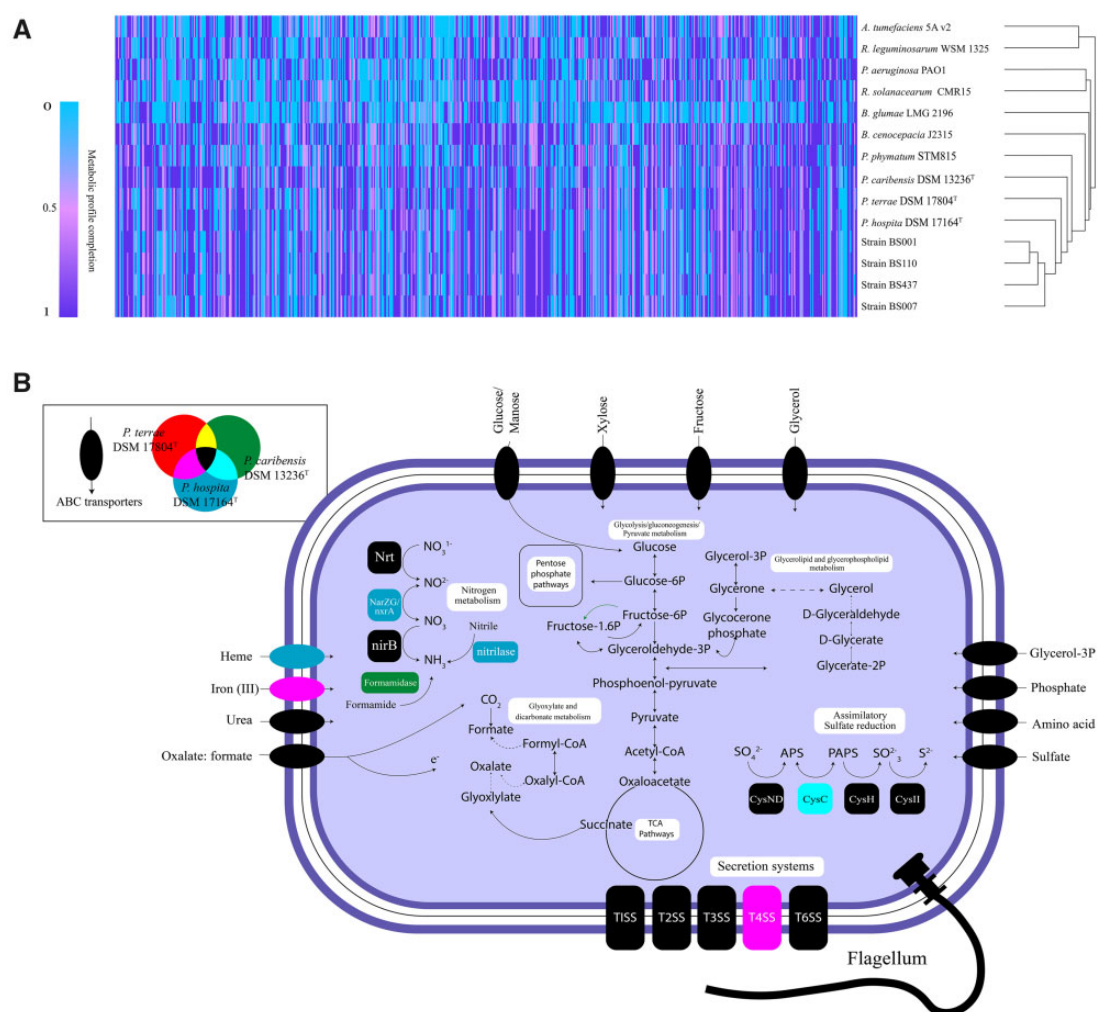 A
O
0.5
1
Metabolic profile completion
A. tumefaciens 5A v2
R. leguminosarum WSM 1325
P. aeruginosa PAO1
R. solanacearum CMR15
B. glumae LMG 2196
B. cenocepacia J2315
P. phymatum STM815
P. caribensis DSM 13236ᵀ
P. terrae DSM 17804ᵀ
P. hospita DSM 17164ᵀ
Strain BS001
Strain BS110
Strain BS437
Strain BS007
B
ABC transporters
P. terrae
DSM 17804ᵀ
P. caribensis
DSM 13236ᵀ
P. hospita
DSM 17164ᵀ
Glucose/
Manose
Xylose
Fructose
Glycerol
Nrt
NO₃¹⁻
NO²⁻
NarZG/
nxrA
Nitrogen
metabolism
NO₃
nirB
Nitrile
nitrilase
NH₃
Formamidase
Formamide
Pentose
phosphate
pathways
Glycolysis/gluconeogenesis/
Pyruvate metabolism
Glucose
Glucose-6P
Fructose-6P
Fructose-1.6P
Glyceroldehyde-3P
Phosphoenol-pyruvate
Pyruvate
Acetyl-CoA
Oxaloacetate
TCA
Pathways
Succinate
Glycerol-3P
Glycerone
Glycocerone
phosphate
Glycerolipid and glycerophospholipid
metabolism
Glycerol
D-Glyceraldehyde
D-Glycerate
Glycerate-2P
Heme
Iron (III)
Urea
Oxalate: formate
CO₂
Formate
Glyoxylate and
dicarbonate metabolism
Formyl-CoA
e⁻
Oxalate
Oxalyl-CoA
Glyoxlylate
Assimilatory
Sulfate reduction
SO₄²⁻
APS
PAPS
SO²⁻₃
S²⁻
CysND
CysC
CysH
CysII
Glycerol-3P
Phosphate
Amino acid
Sulfate
Secretion systems
TISS
T2SS
T3SS
T4SS
T6SS
Flagellum